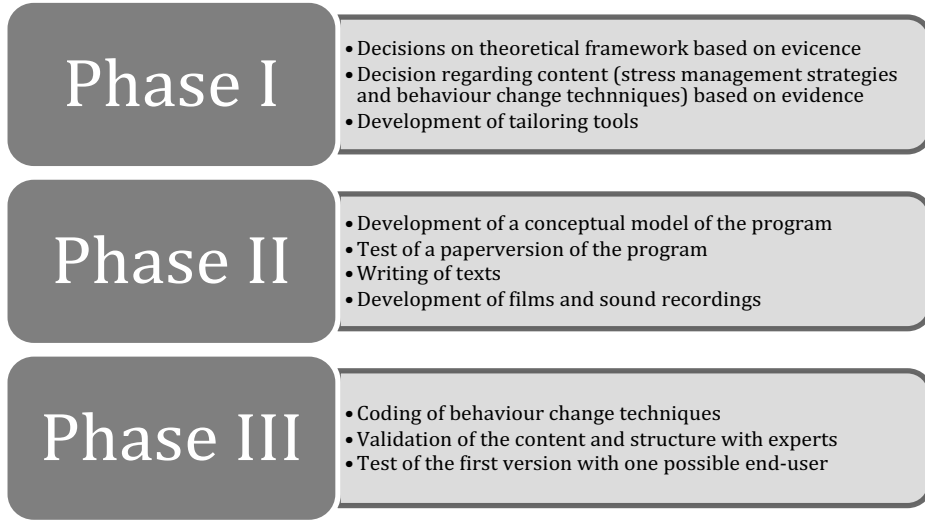 Phase I
• Decisions on theoretical framework based on evicence
• Decision regarding content (stress management strategies
and behaviour change technniques) based on evidence
• Development of tailoring tools
Phase II
• Development of a conceptual model of the program
• Test of a paperversion of the program
• Writing of texts
• Development of films and sound recordings
Phase III
• Coding of behaviour change techniques
• Validation of the content and structure with experts
• Test of the first version with one possible end-user